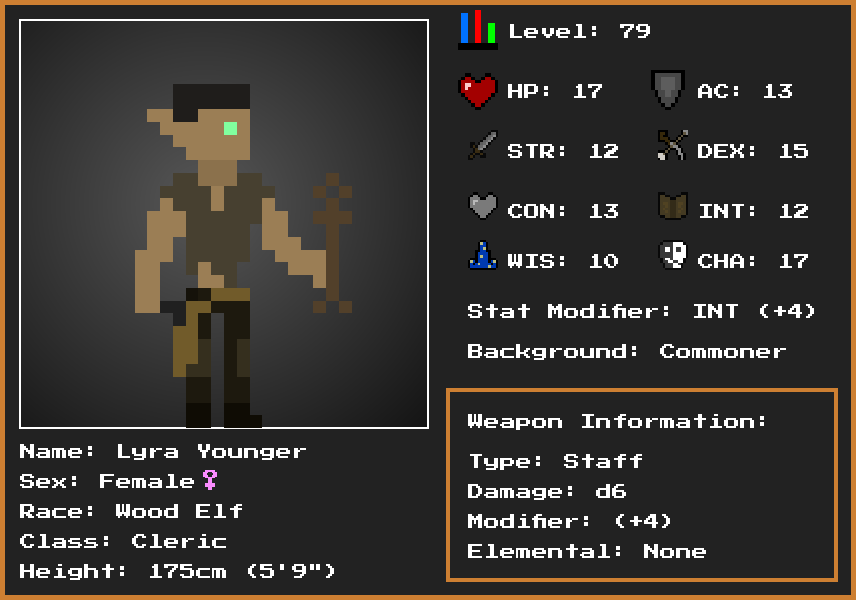 Level: 79
HP: 17
AC: 13
STR: 12
DEX: 15
CON: 13
INT: 12
WIS: 10
CHA: 17
Stat Modifier: INT (+4)
Background: Commoner
Weapon Information:
Type: Staff
Damage: d6
Modifier: (+4)
Elemental: None
Name: Lyra Younger
Sex: Female♀
Race: Wood Elf
Class: Cleric
Height: 175cm (5'9")